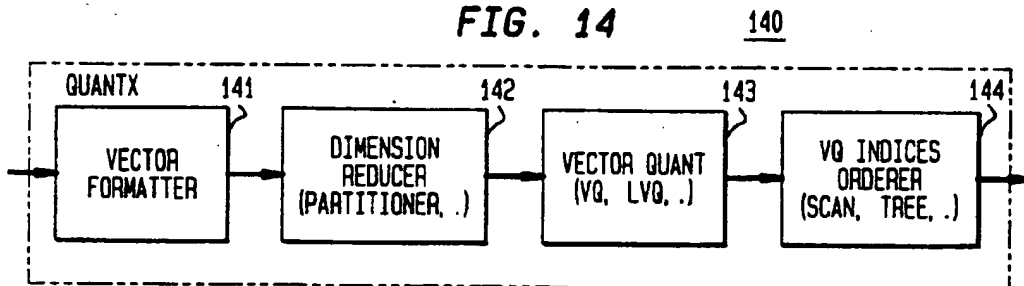 FIG. 14
140
QUANTX
141
142
143
144
VECTOR
FORMATTER
DIMENSION
REDUCER
(PARTITIONER, .)
VECTOR QUANT
(VQ, LVQ, .)
VQ INDICES
ORDERER
(SCAN, TREE, .)